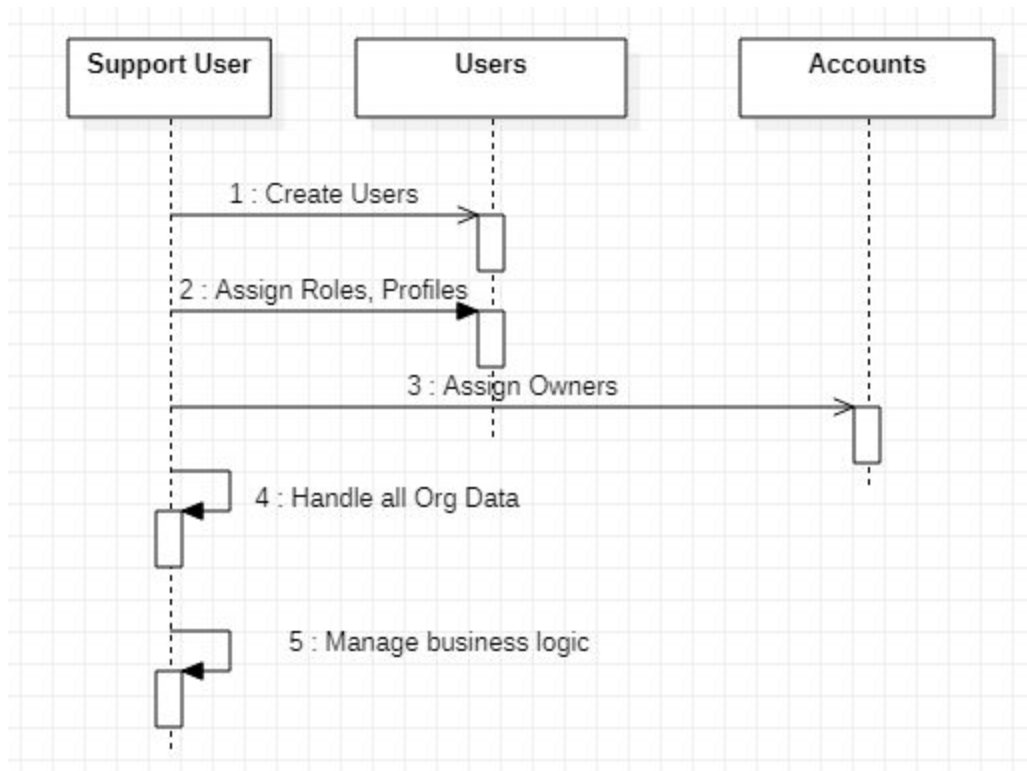 Support User
Users
Accounts
1 : Create Users
2 : Assign Roles, Profiles
3 : Assign Owners
4 : Handle all Org Data
5 : Manage business logic